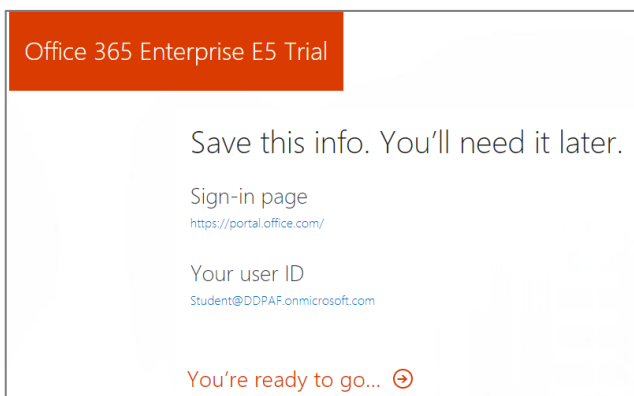 Office 365 Enterprise E5 Trial
Save this info. You'll need it later.
Sign-in page
https://portal.office.com/
Your user ID
Student@DDPAF.onmicrosoft.com
You're ready to go...